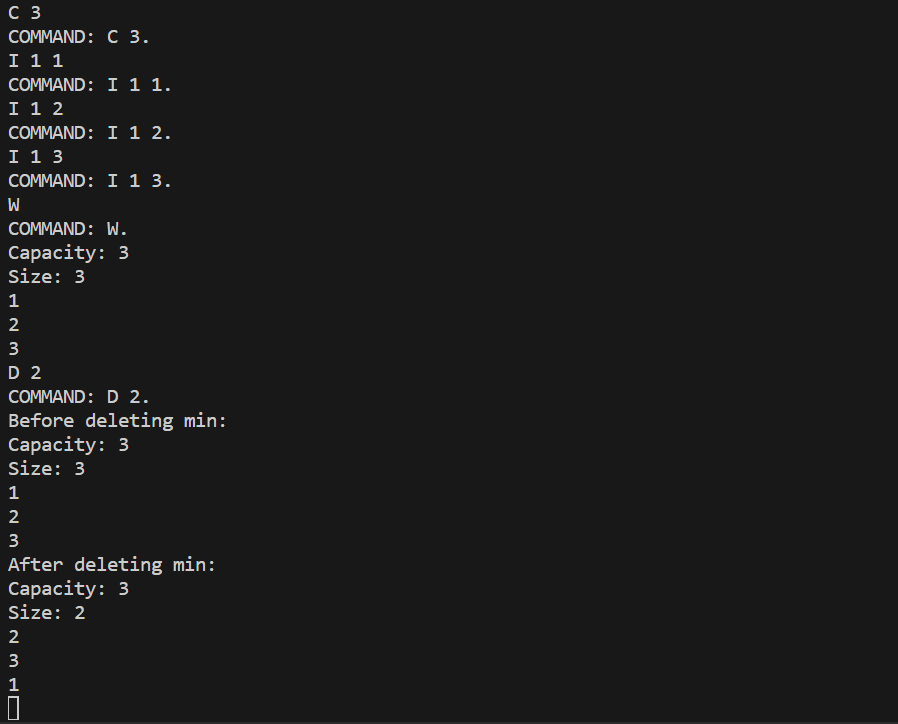 C 3
COMMAND: C 3.
I 1 1
COMMAND: I 1 1.
I 1 2
COMMAND: I 1 2.
I 1 3
COMMAND: I 1 3.
W
COMMAND: W.
Capacity: 3
Size: 3
1
2
3
D 2
COMMAND: D 2.
Before deleting min:
Capacity: 3
Size: 3
1
2
3
After deleting min:
Capacity: 3
Size: 2
2
3
1